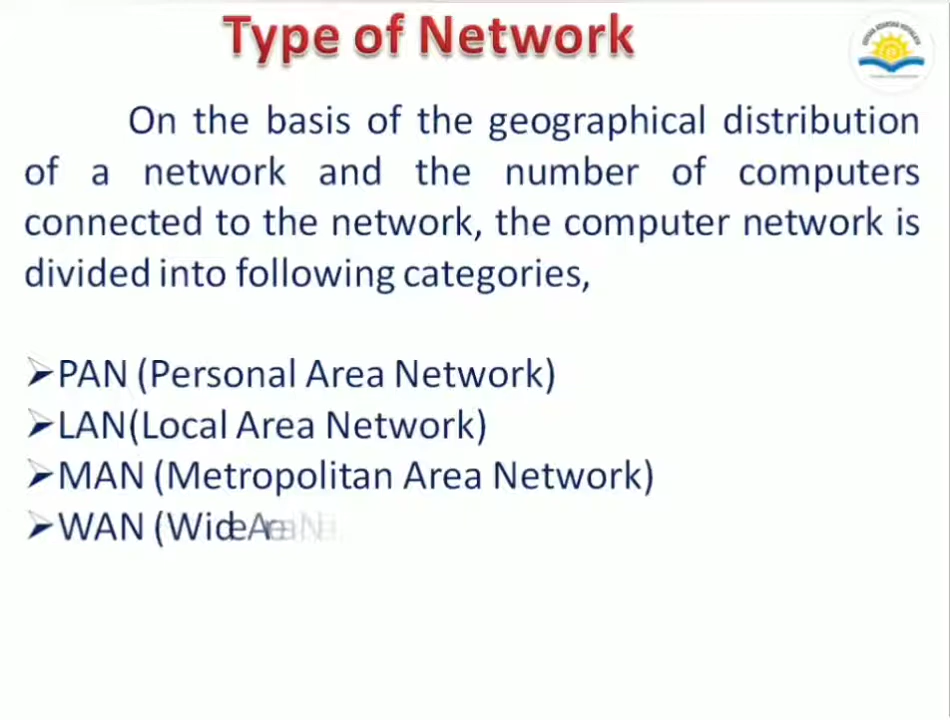 Type of Network
On the basis of the geographical distribution
of a network and the number of computers
connected to the network, the computer network is
divided into following categories,
➢PAN (Personal Area Network)
➢LAN(Local Area Network)
➢MAN (Metropolitan Area Network)
➢WAN (Wide Area